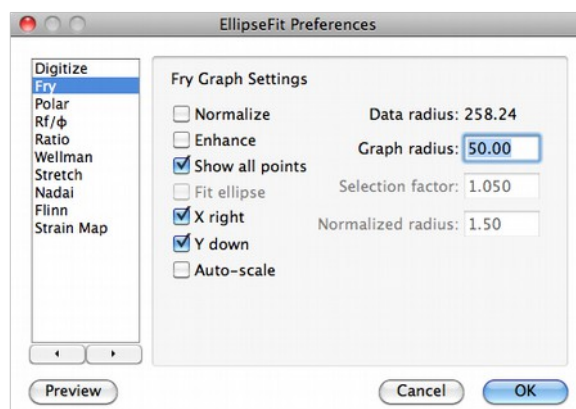 EllipseFit Preferences
Digitize
Fry
Polar
Rf/ϕ
Ratio
Wellman
Stretch
Nadai
Flinn
Strain Map
Fry Graph Settings
Normalize
Enhance
Show all points
Fit ellipse
X right
Y down
Auto-scale
Data radius: 258.24
Graph radius: 50.00
Selection factor: 1.050
Normalized radius: 1.50
Preview
Cancel
OK